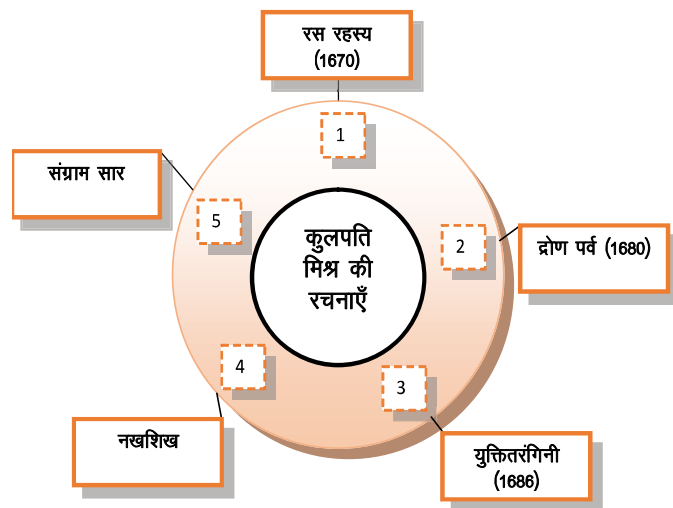 रस रहस्य
(1670)
1
संग्राम सार
5
कुलपति
मिश्र की
रचनाएँ
2
द्रोण पर्व (1680)
4
3
नखशिख
युक्तितरंगिनी
(1686)